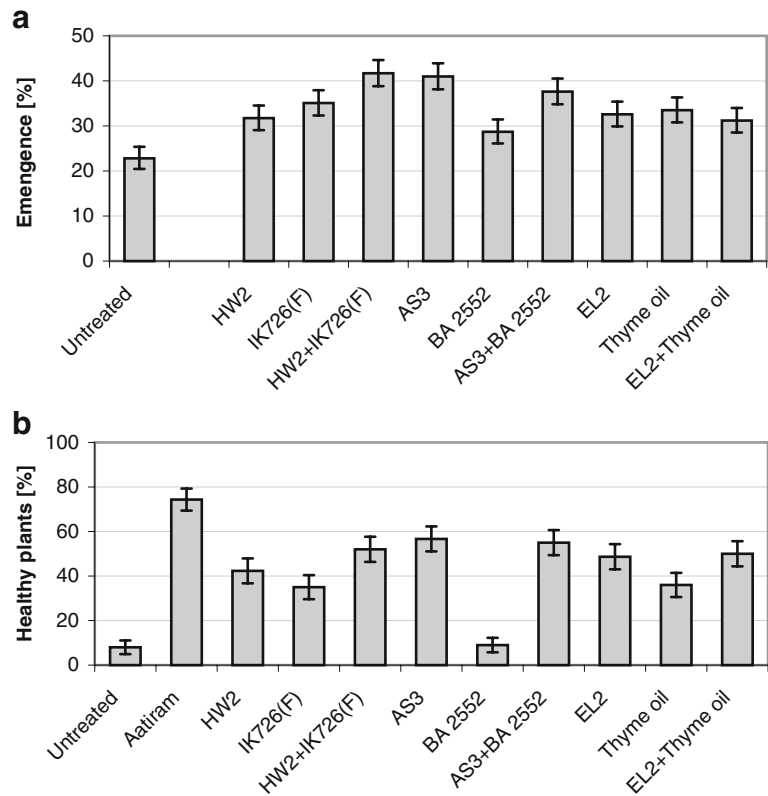 a
Emengence [%]
50
40
30
20
10
0
Untreated
HW2
IK726(F)
HW2+IK726(F)
AS3
BA 2552
AS3+BA 2552
EL2
Thyme oil
EL2+Thyme oil
b
Healthy plants [%]
100
80
60
40
20
0
Untreated
Aatiram
HW2
IK726(F)
HW2+IK726(F)
AS3
BA 2552
AS3+BA 2552
EL2
Thyme oil
EL2+Thyme oil